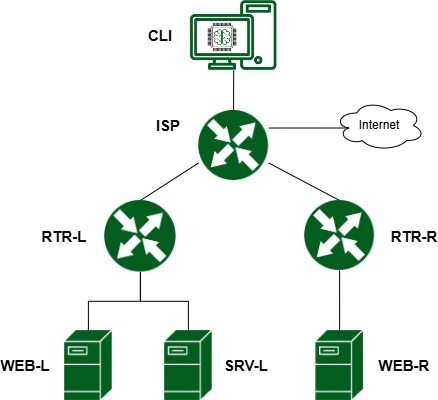 CLI
ISP
Internet
RTR-L
RTR-R
WEB-L
SRV-L
WEB-R